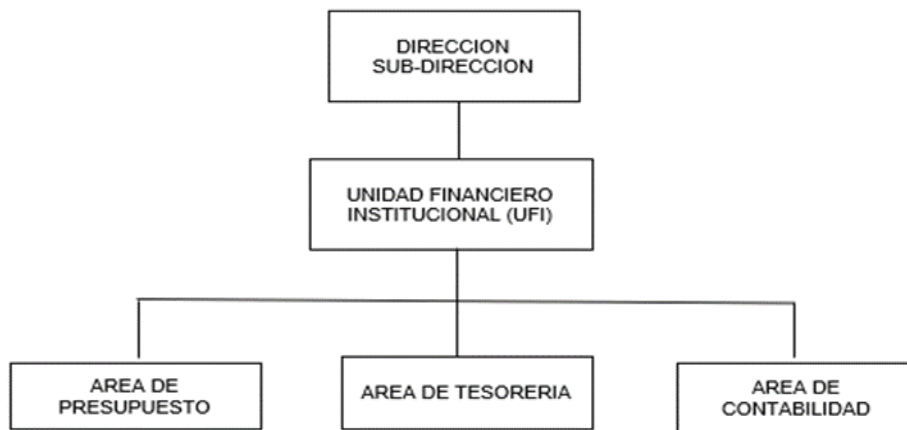 DIRECCION
SUB-DIRECCION
UNIDAD FINANCIERO
INSTITUCIONAL (UFI)
AREA DE
PRESUPUESTO
AREA DE TESORERIA
AREA DE
CONTABILIDAD